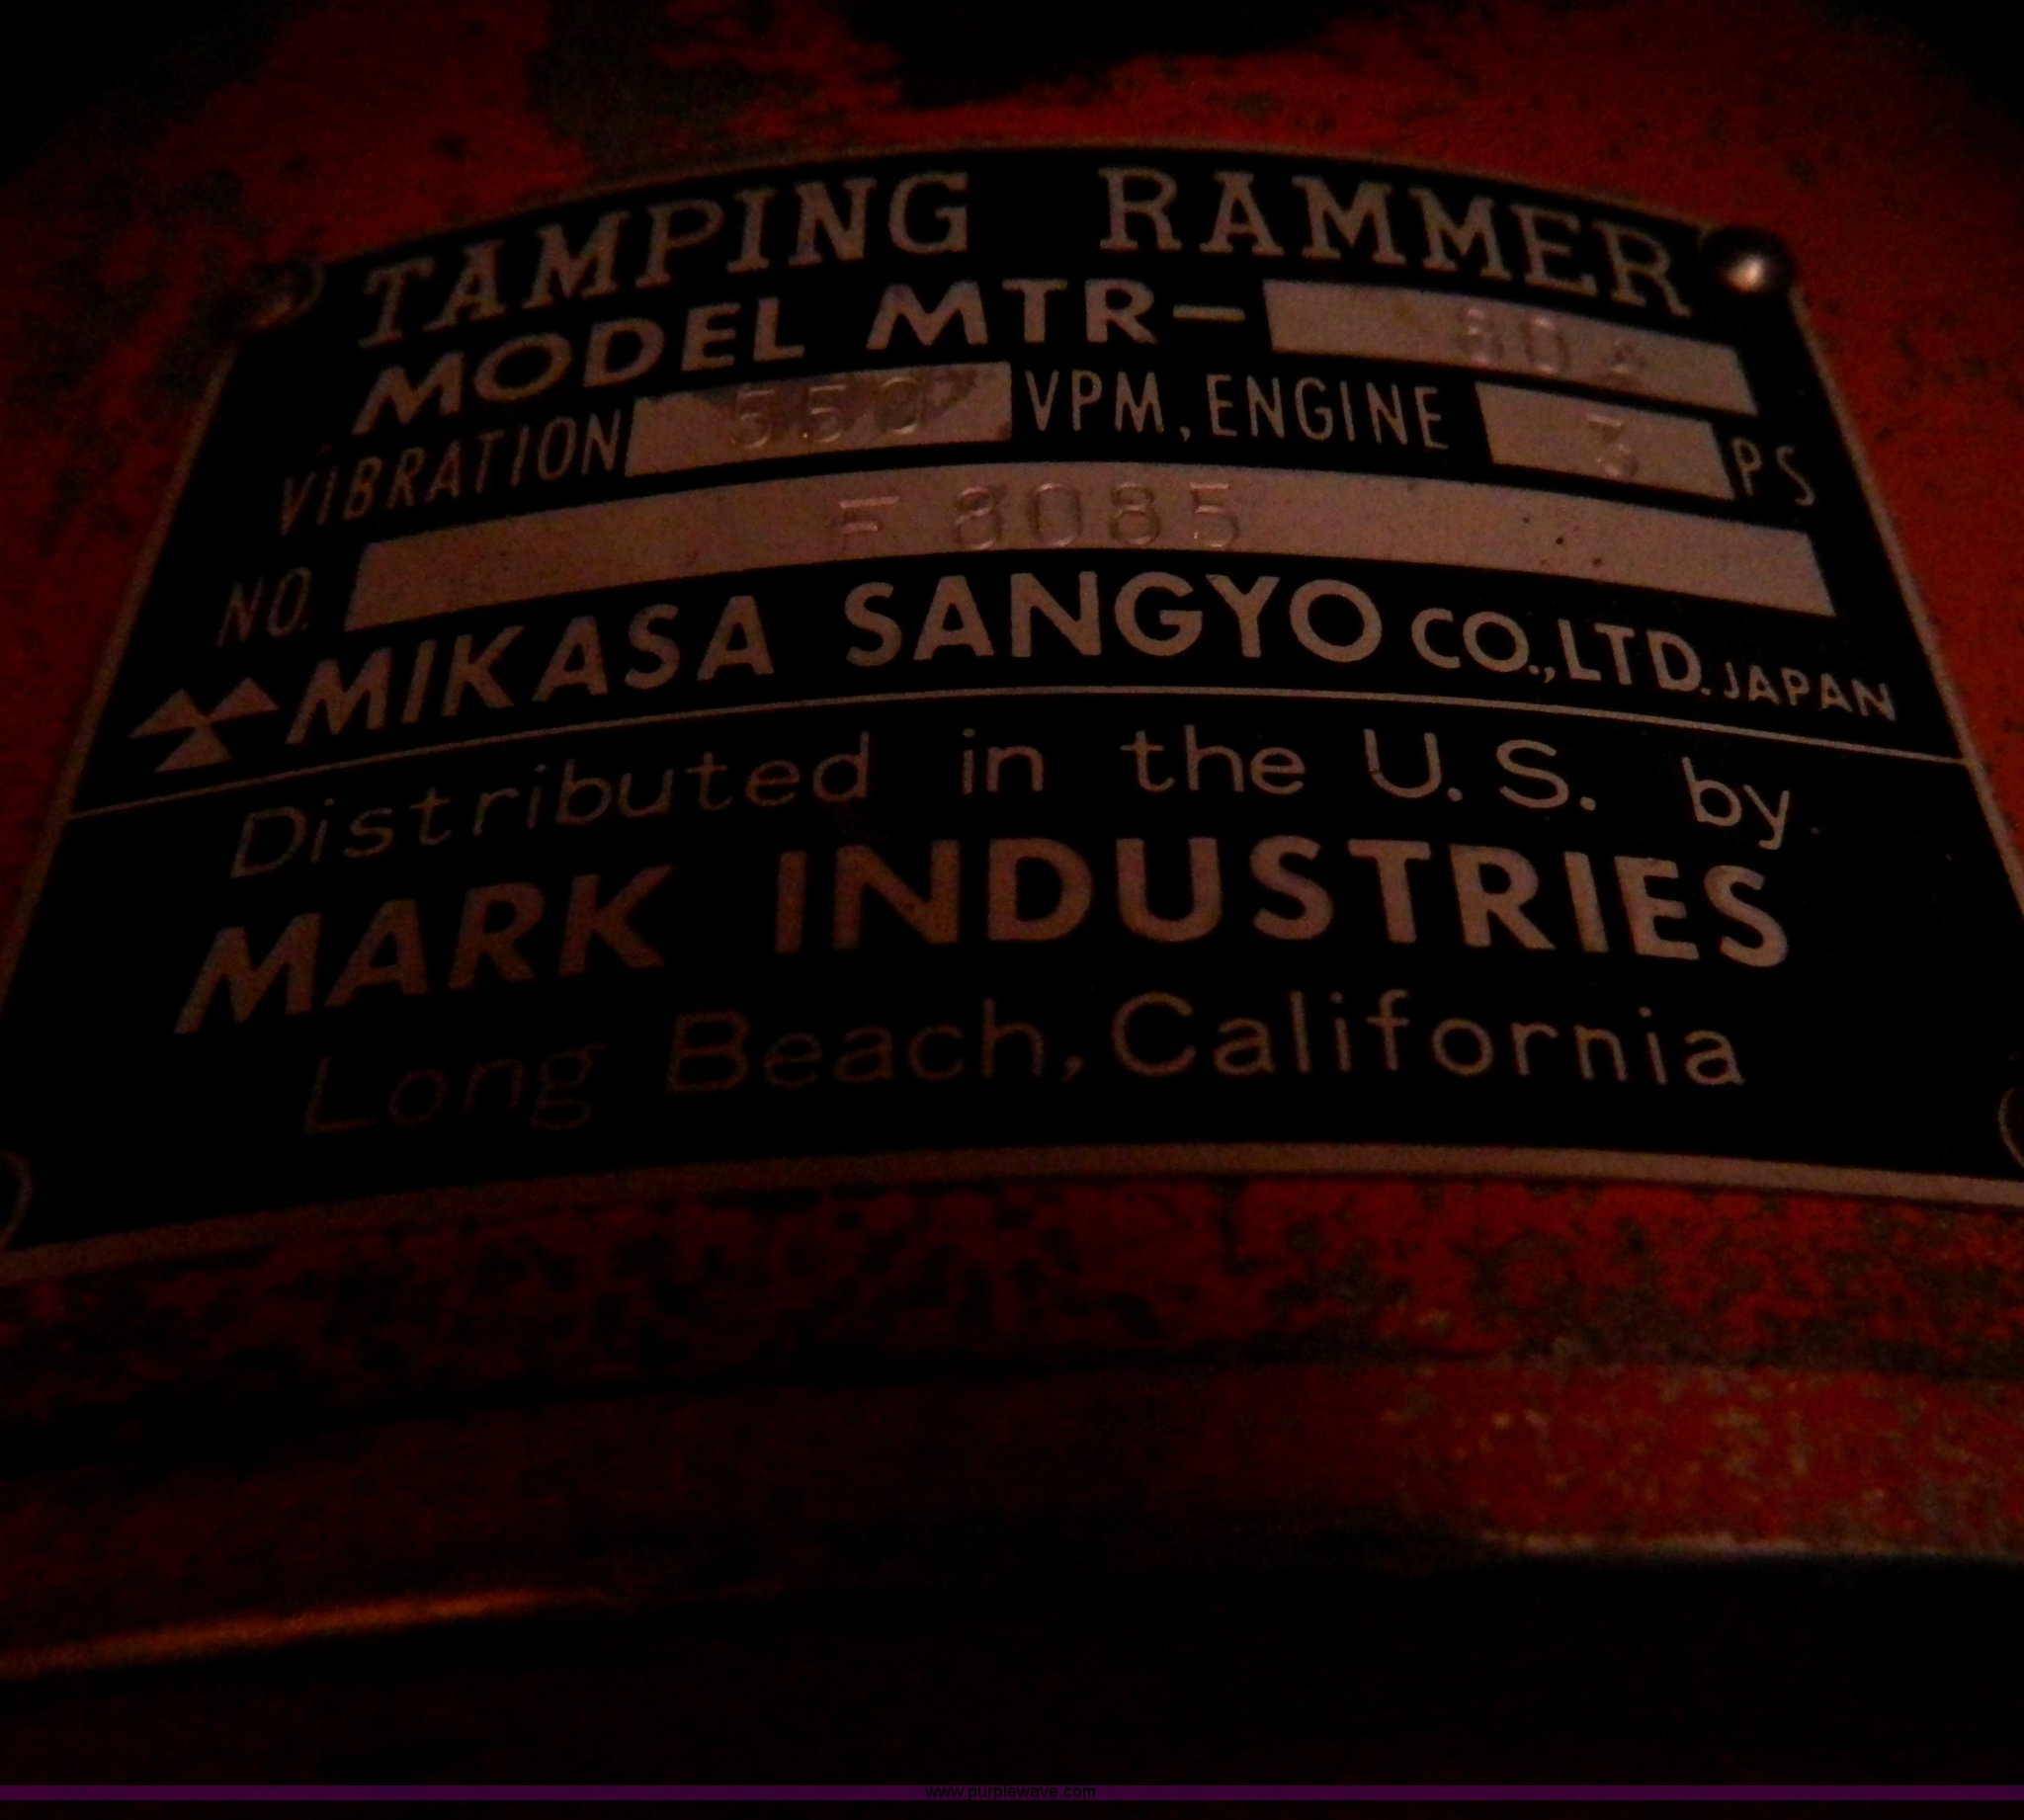 TAMPING RAMMER
MODEL MTR-
VIBRATION 550 VPM, ENGINE 3 PS
NO. F 8085
MIKASA SANGYO CO., LTD. JAPAN
Distributed in the U.S. by
MARK INDUSTRIES
Long Beach, California
www.purplewave.com